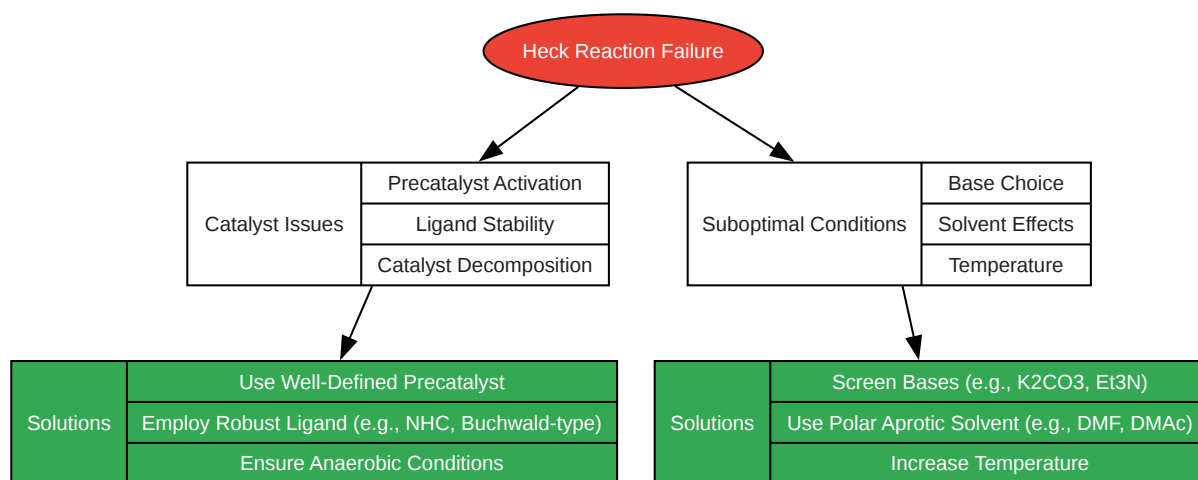 Heck Reaction Failure
Catalyst Issues
Precatalyst Activation
Ligand Stability
Catalyst Decomposition
Suboptimal Conditions
Base Choice
Solvent Effects
Temperature
Solutions
Use Well-Defined Precatalyst
Employ Robust Ligand (e.g., NHC, Buchwald-type)
Ensure Anaerobic Conditions
Solutions
Screen Bases (e.g., K2CO3, Et3N)
Use Polar Aprotic Solvent (e.g., DMF, DMAc)
Increase Temperature